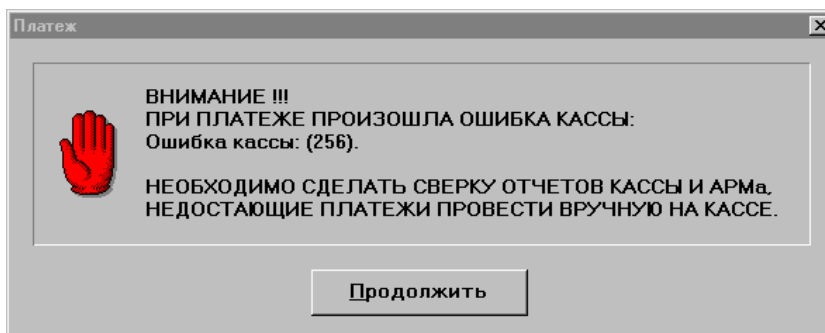 Платеж
ВНИМАНИЕ !!!
ПРИ ПЛАТЕЖЕ ПРОИЗОШЛА ОШИБКА КАССЫ:
Ошибка кассы: (256).
НЕОБХОДИМО СДЕЛАТЬ СВЕРКУ ОТЧЕТОВ КАССЫ И АРМа,
НЕДОСТАЮЩИЕ ПЛАТЕЖИ ПРОВЕСТИ ВРУЧНУЮ НА КАССЕ.
Продолжить